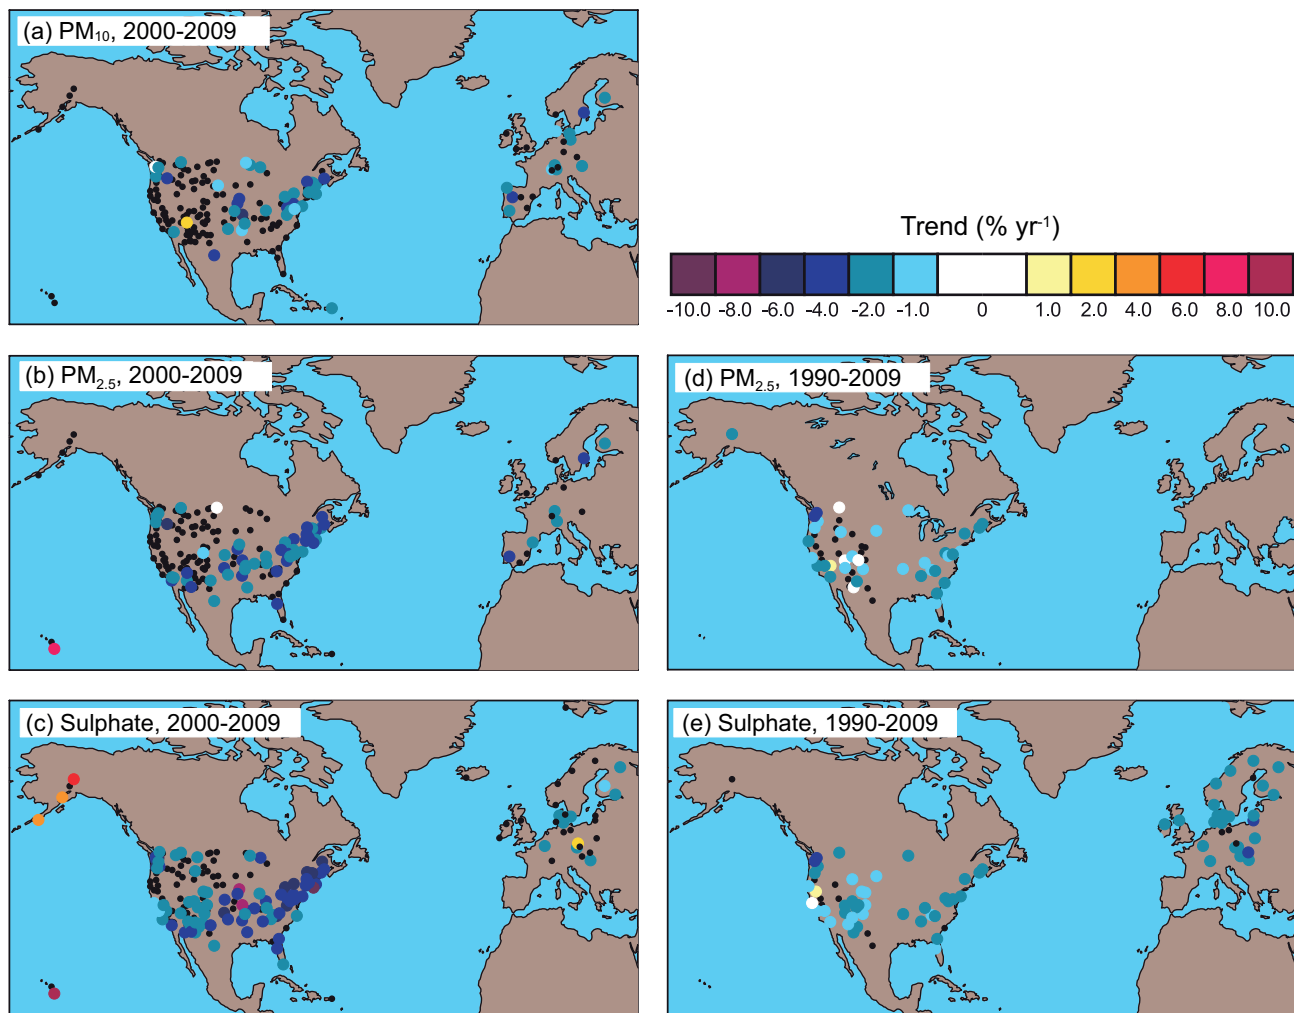 (a) PM₁₀, 2000-2009
Trend (% yr⁻¹)
-10.0 -8.0 -6.0 -4.0 -2.0 -1.0 0 1.0 2.0 4.0 6.0 8.0 10.0
(b) PM₂.₅, 2000-2009
(d) PM₂.₅, 1990-2009
(c) Sulphate, 2000-2009
(e) Sulphate, 1990-2009